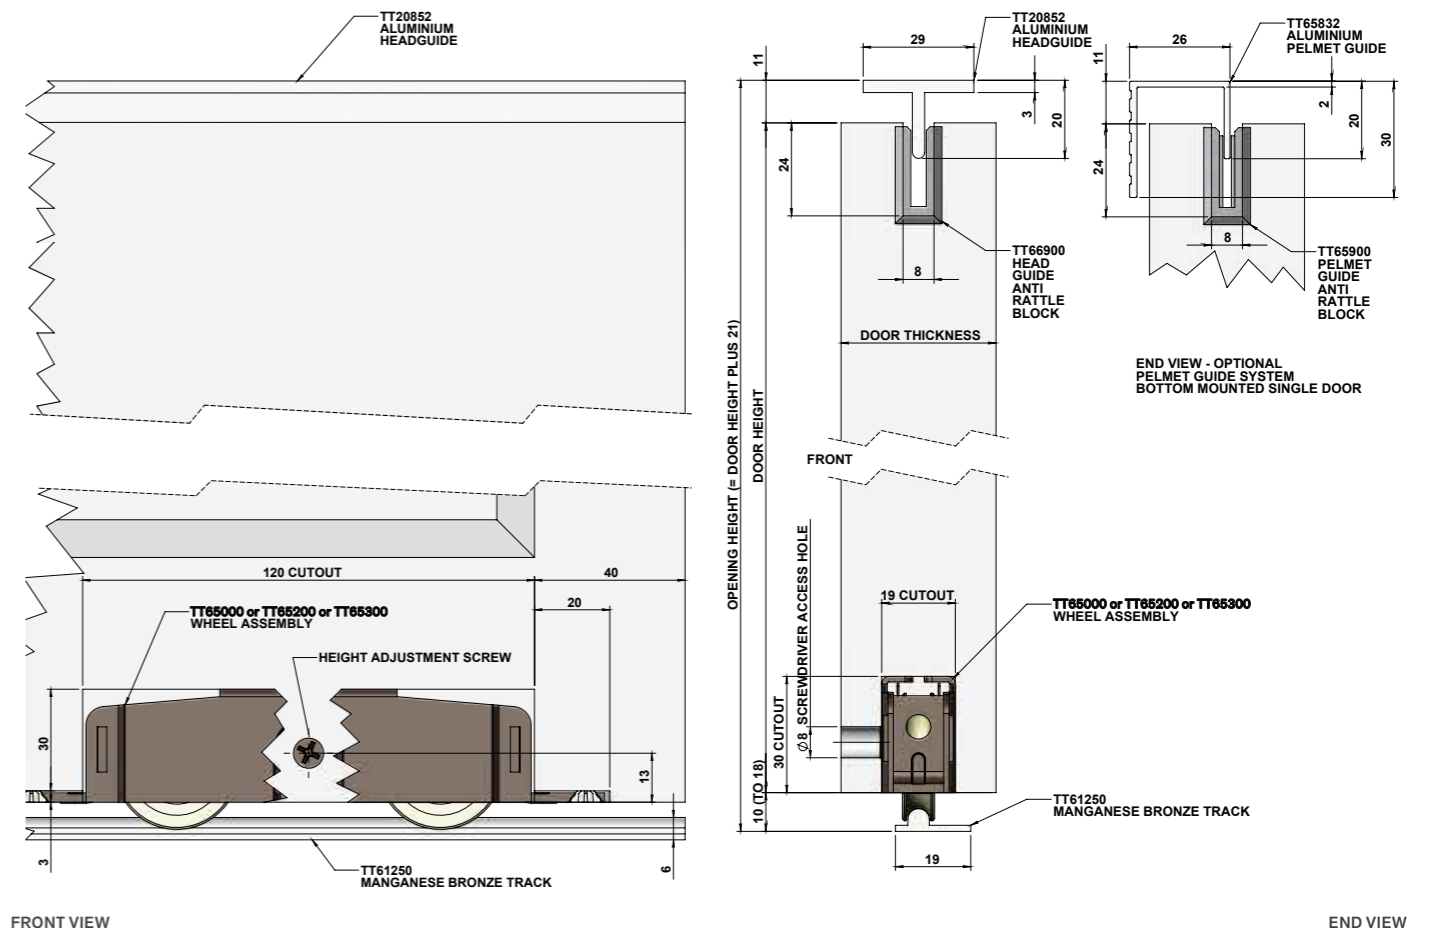 TT20852
ALUMINIUM
HEADGUIDE
120 CUTOUT
40
20
TT65000 or TT65200 or TT65300
WHEEL ASSEMBLY
HEIGHT ADJUSTMENT SCREW
30
13
3
6
TT61250
MANGANESE BRONZE TRACK
FRONT VIEW
29
TT20852
ALUMINIUM
HEADGUIDE
11
3
20
24
8
TT66900
HEAD
GUIDE
ANTI
RATTLE
BLOCK
DOOR THICKNESS
OPENING HEIGHT (= DOOR HEIGHT PLUS 21)
DOOR HEIGHT
FRONT
Ø 8 SCREWDRIVER ACCESS HOLE
19 CUTOUT
30 CUTOUT
10 (TO 18)
TT65000 or TT65200 or TT65300
WHEEL ASSEMBLY
TT61250
MANGANESE BRONZE TRACK
19
26
TT65832
ALUMINIUM
PELMET GUIDE
11
2
20
30
24
8
TT65900
PELMET
GUIDE
ANTI
RATTLE
BLOCK
END VIEW - OPTIONAL
PELMET GUIDE SYSTEM
BOTTOM MOUNTED SINGLE DOOR
END VIEW